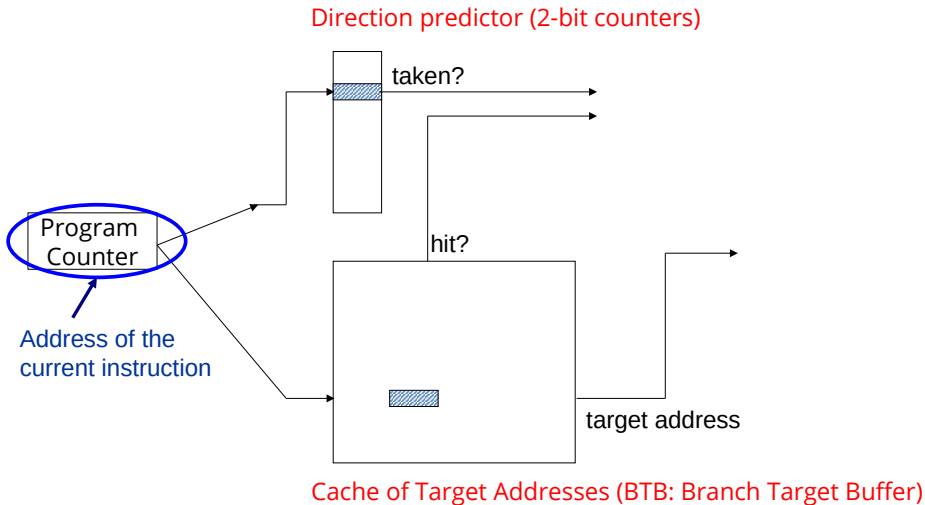 Direction predictor (2-bit counters)
taken?
hit?
Program
Counter
Address of the
current instruction
target address
Cache of Target Addresses (BTB: Branch Target Buffer)